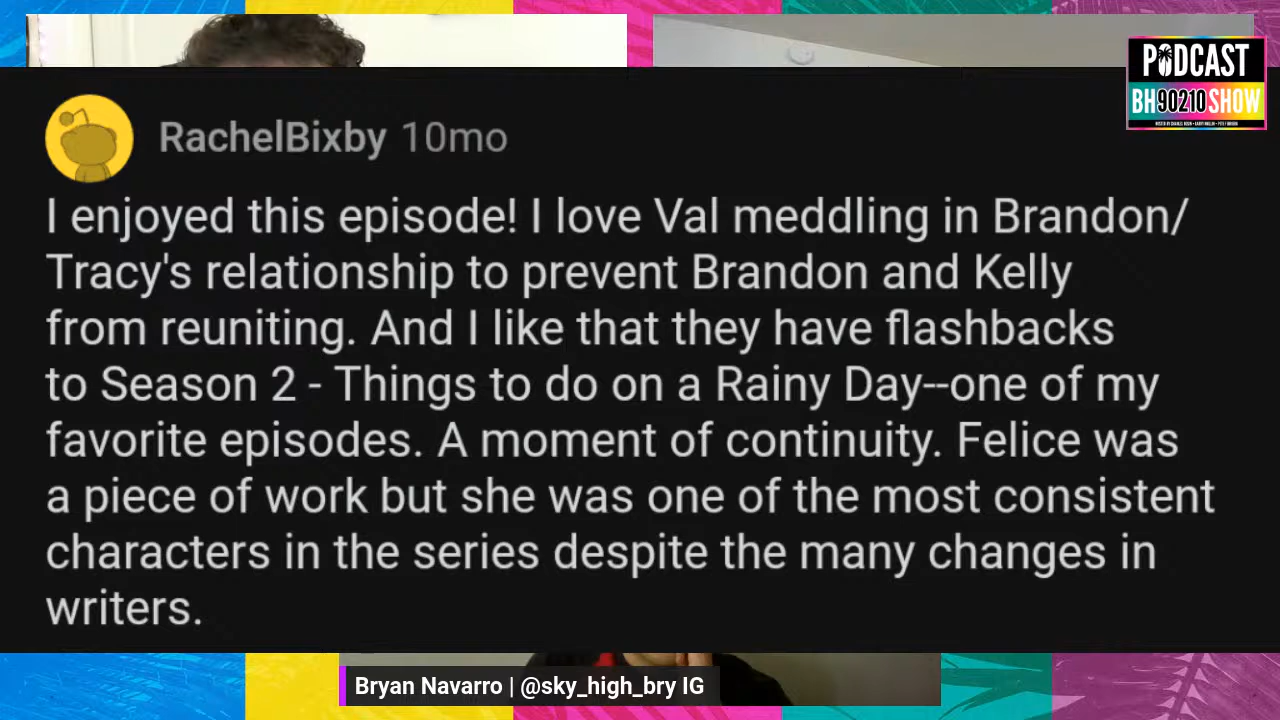 PODCAST
BH90210SHOW
RachelBixby 10mo
I enjoyed this episode! I love Val meddling in Brandon/
Tracy's relationship to prevent Brandon and Kelly
from reuniting. And I like that they have flashbacks
to Season 2 - Things to do on a Rainy Day--one of my
favorite episodes. A moment of continuity. Felice was
a piece of work but she was one of the most consistent
characters in the series despite the many changes in
writers.
Bryan Navarro | @sky_high_bry IG